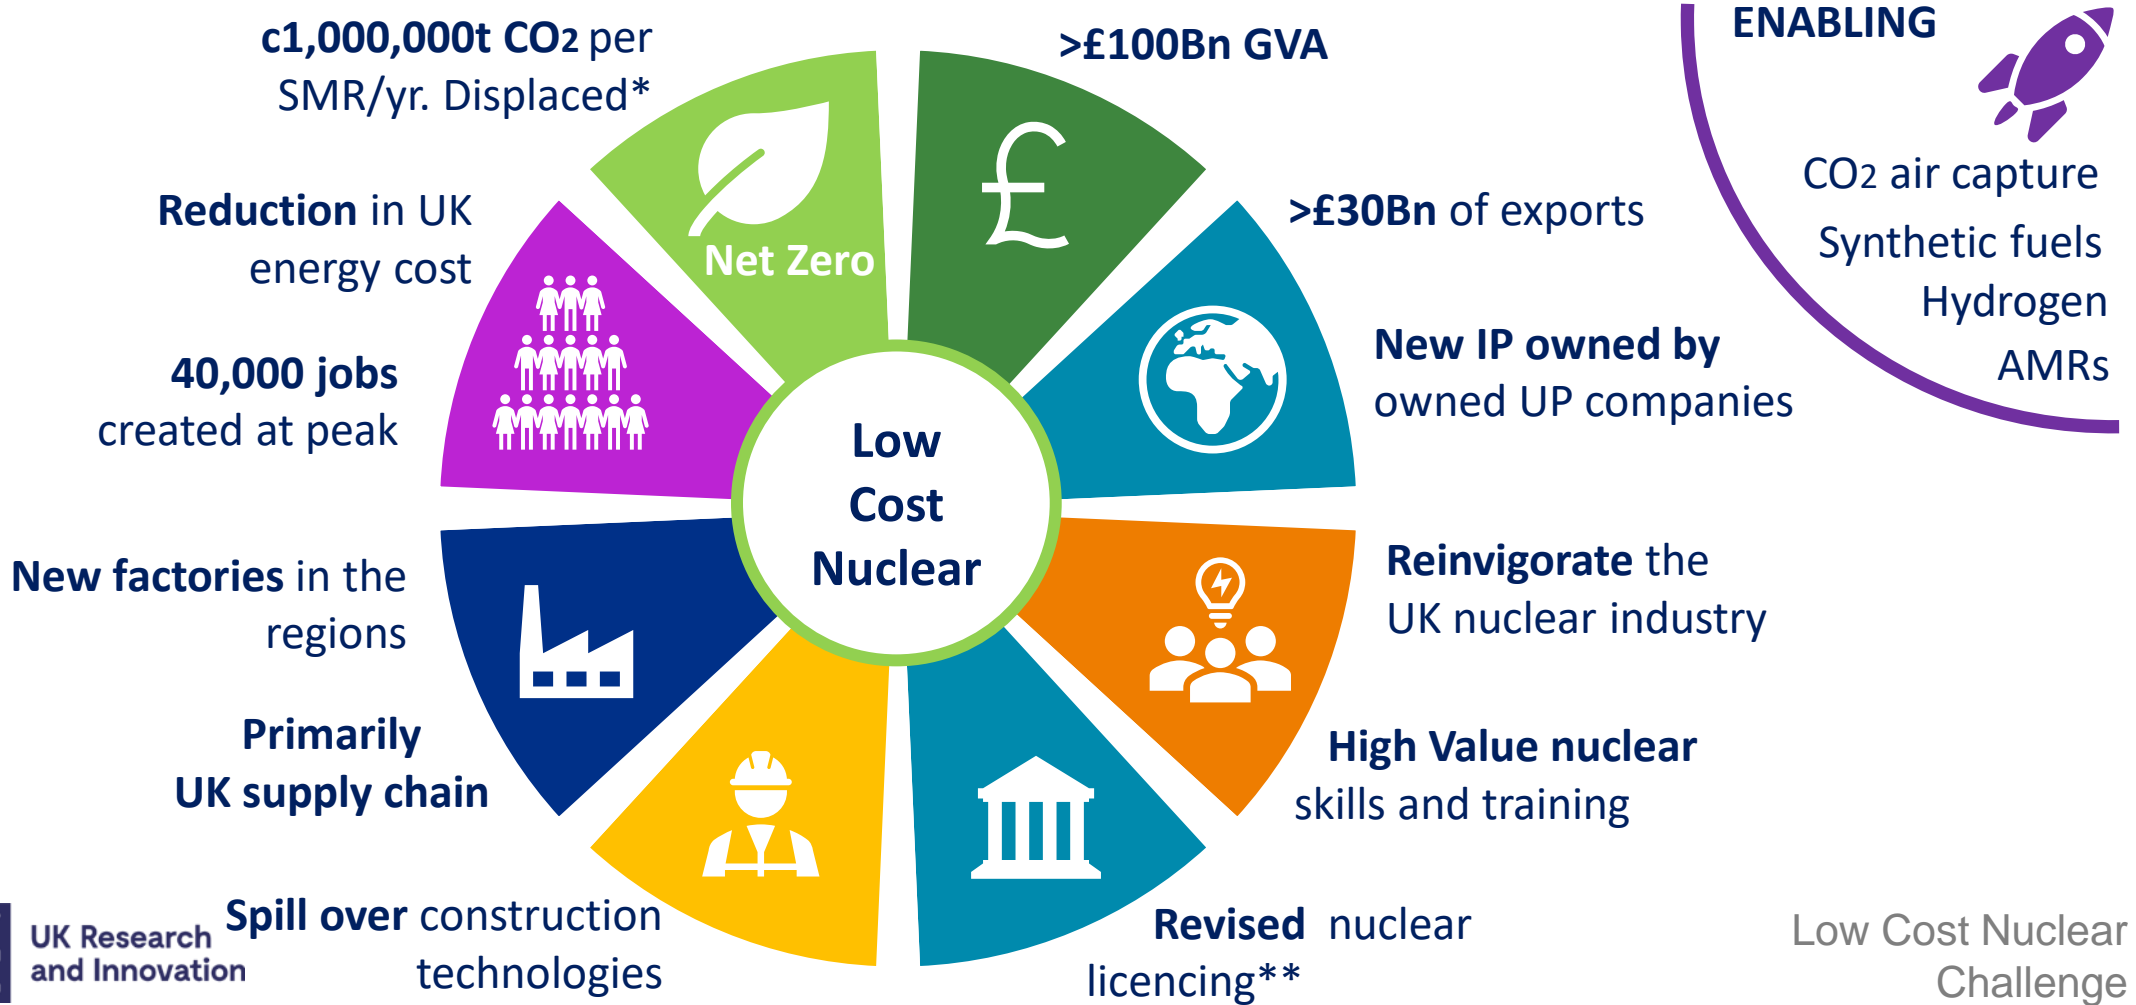 c1,000,000t CO2 per
SMR/yr. Displaced*
>£100Bn GVA
ENABLING
CO2 air capture
Synthetic fuels
Hydrogen
AMRs
Reduction in UK
energy cost
>£30Bn of exports
Net Zero
£
40,000 jobs
created at peak
New IP owned by
owned UP companies
Low
Cost
Nuclear
New factories in the
regions
Reinvigorate the
UK nuclear industry
Primarily
UK supply chain
High Value nuclear
skills and training
Spill over construction
technologies
Revised nuclear
licencing**
UK Research
and Innovation
Low Cost Nuclear
Challenge